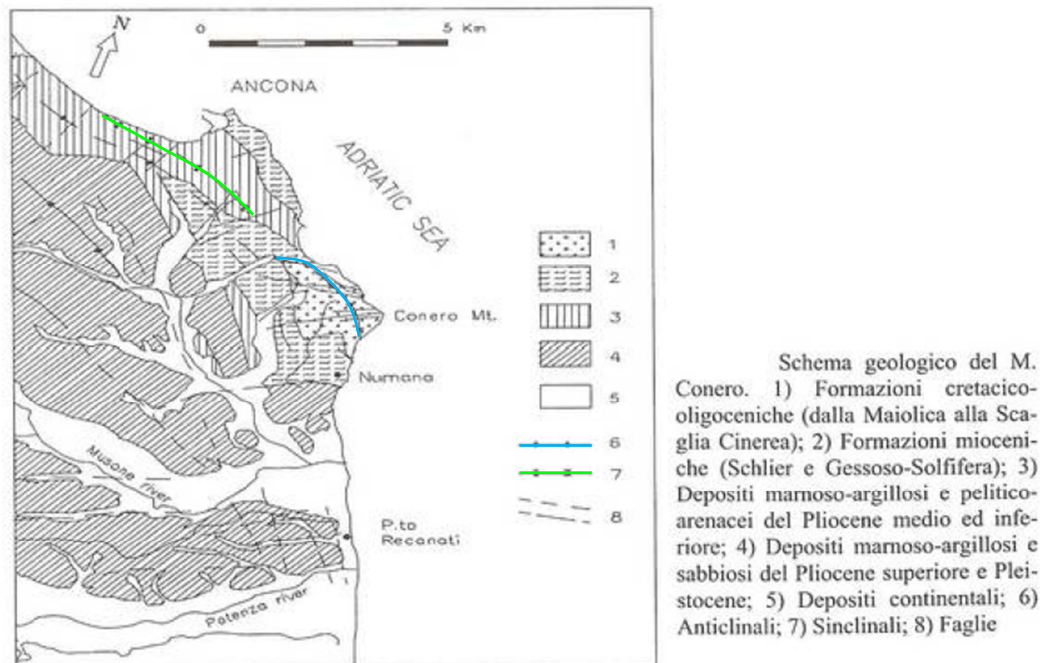 N
0 5 Km
ANCONA
ADRIATIC SEA
1
2
3
Conero Mt.
4
Numana
5
6
Musone river
7
8
P.to
Recanati
Potenza river
Schema geologico del M.
Conero. 1) Formazioni cretacico-
oligoceniche (dalla Maiolica alla Sca-
glia Cinerea); 2) Formazioni mioceni-
che (Schlier e Gessoso-Solfifera); 3)
Depositi marnoso-argillosi e pelitico-
arenacei del Pliocene medio ed infe-
riore; 4) Depositi marnoso-argillosi e
sabbiosi del Pliocene superiore e Plei-
stocene; 5) Depositi continentali; 6)
Anticlinali; 7) Sinclinali; 8) Faglie